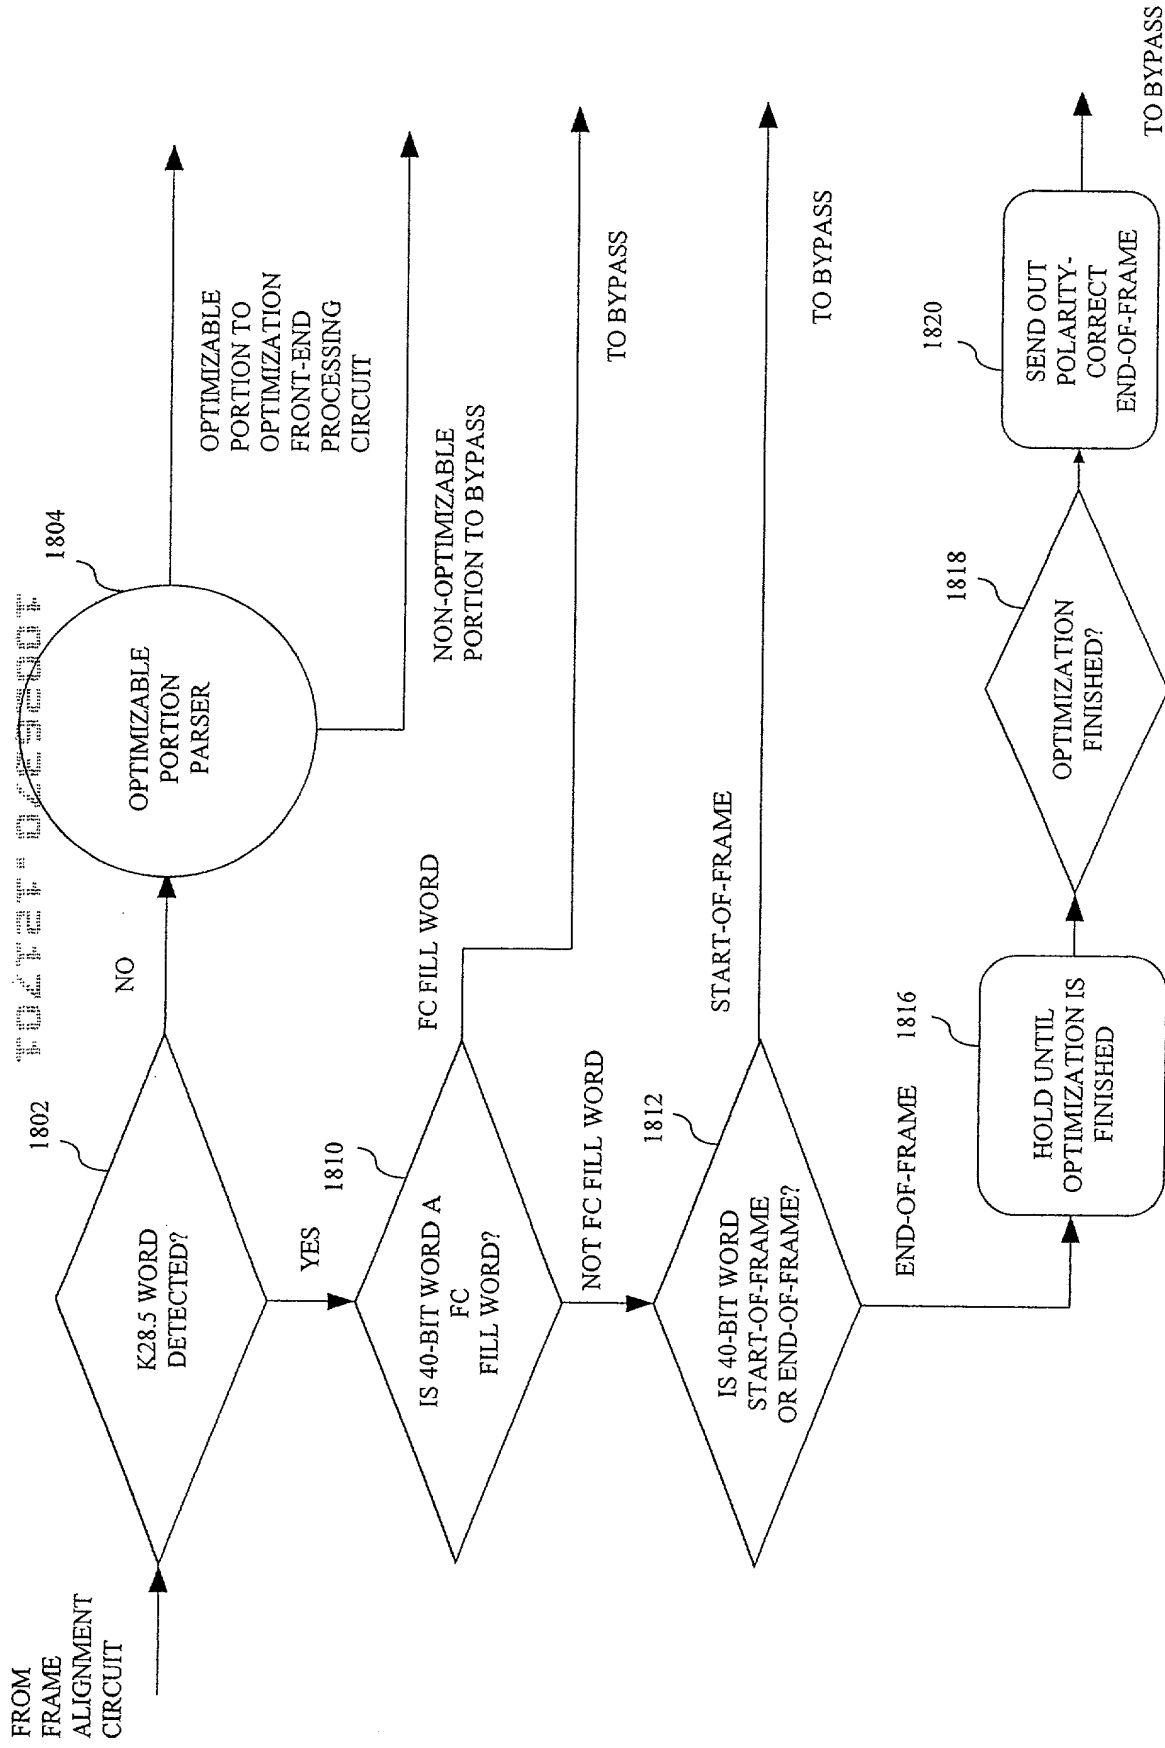 FROM
FRAME
ALIGNMENT
CIRCUIT
1802
K28.5 WORD
DETECTED?
NO
YES
1804
OPTIMIZABLE
PORTION
PARSER
OPTIMIZABLE
PORTION TO
OPTIMIZATION
FRONT-END
PROCESSING
CIRCUIT
NON-OPTIMIZABLE
PORTION TO BYPASS
1810
IS 40-BIT WORD A
FC
FILL WORD?
FC FILL WORD
TO BYPASS
NOT FC FILL WORD
1812
IS 40-BIT WORD
START-OF-FRAME
OR END-OF-FRAME?
START-OF-FRAME
TO BYPASS
END-OF-FRAME
1816
HOLD UNTIL
OPTIMIZATION IS
FINISHED
1818
OPTIMIZATION
FINISHED?
1820
SEND OUT
POLARITY-
CORRECT
END-OF-FRAME
TO BYPASS